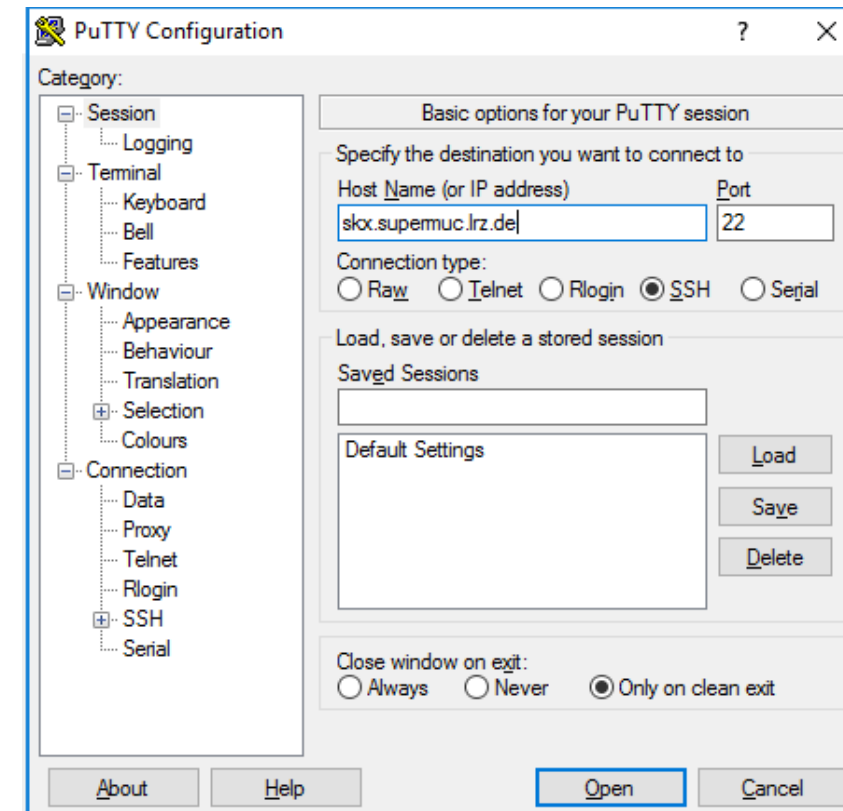 PuTTY Configuration ? ×
Category:
Session
Logging
Terminal
Keyboard
Bell
Features
Window
Appearance
Behaviour
Translation
Selection
Colours
Connection
Data
Proxy
Telnet
Rlogin
SSH
Serial
Basic options for your PuTTY session
Specify the destination you want to connect to
Host Name (or IP address) Port
skx.supermuc.lrz.de 22
Connection type:
Raw Telnet Rlogin SSH Serial
Load, save or delete a stored session
Saved Sessions
Default Settings
Load
Save
Delete
Close window on exit:
Always Never Only on clean exit
About Help Open Cancel